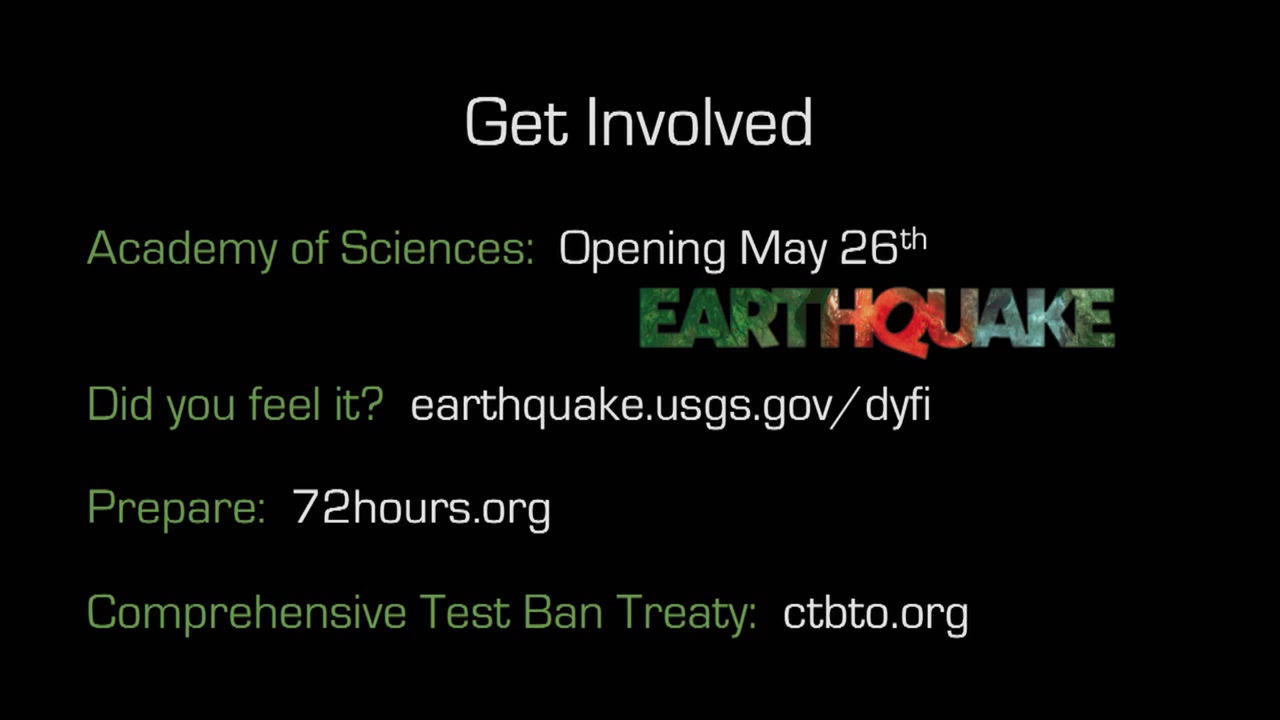 Get Involved
Academy of Sciences: Opening May 26th
EARTHQUAKE
Did you feel it? earthquake.usgs.gov/dyfi
Prepare: 72hours.org
Comprehensive Test Ban Treaty: ctbto.org